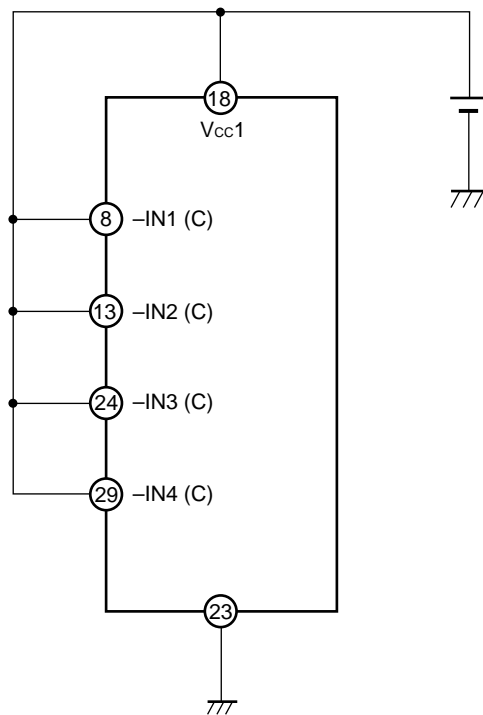 18
Vcc1
8 –IN1 (C)
13 –IN2 (C)
24 –IN3 (C)
29 –IN4 (C)
23